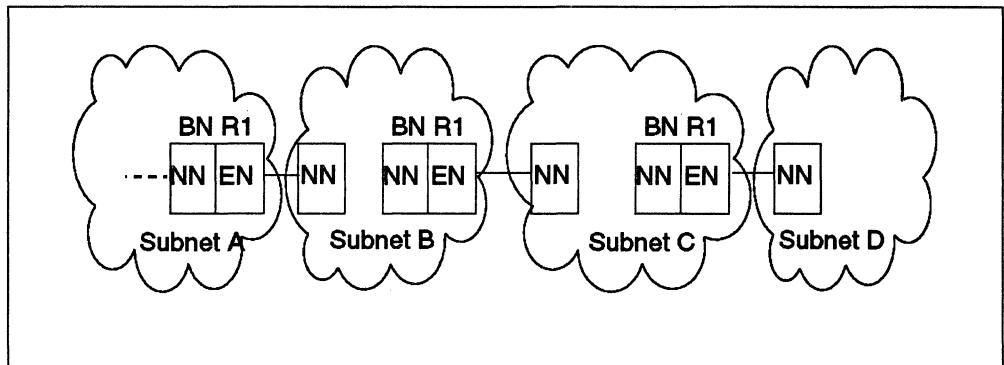 BN R1 BN R1 BN R1
NN EN NN NN EN NN NN EN NN
Subnet A Subnet B Subnet C Subnet D